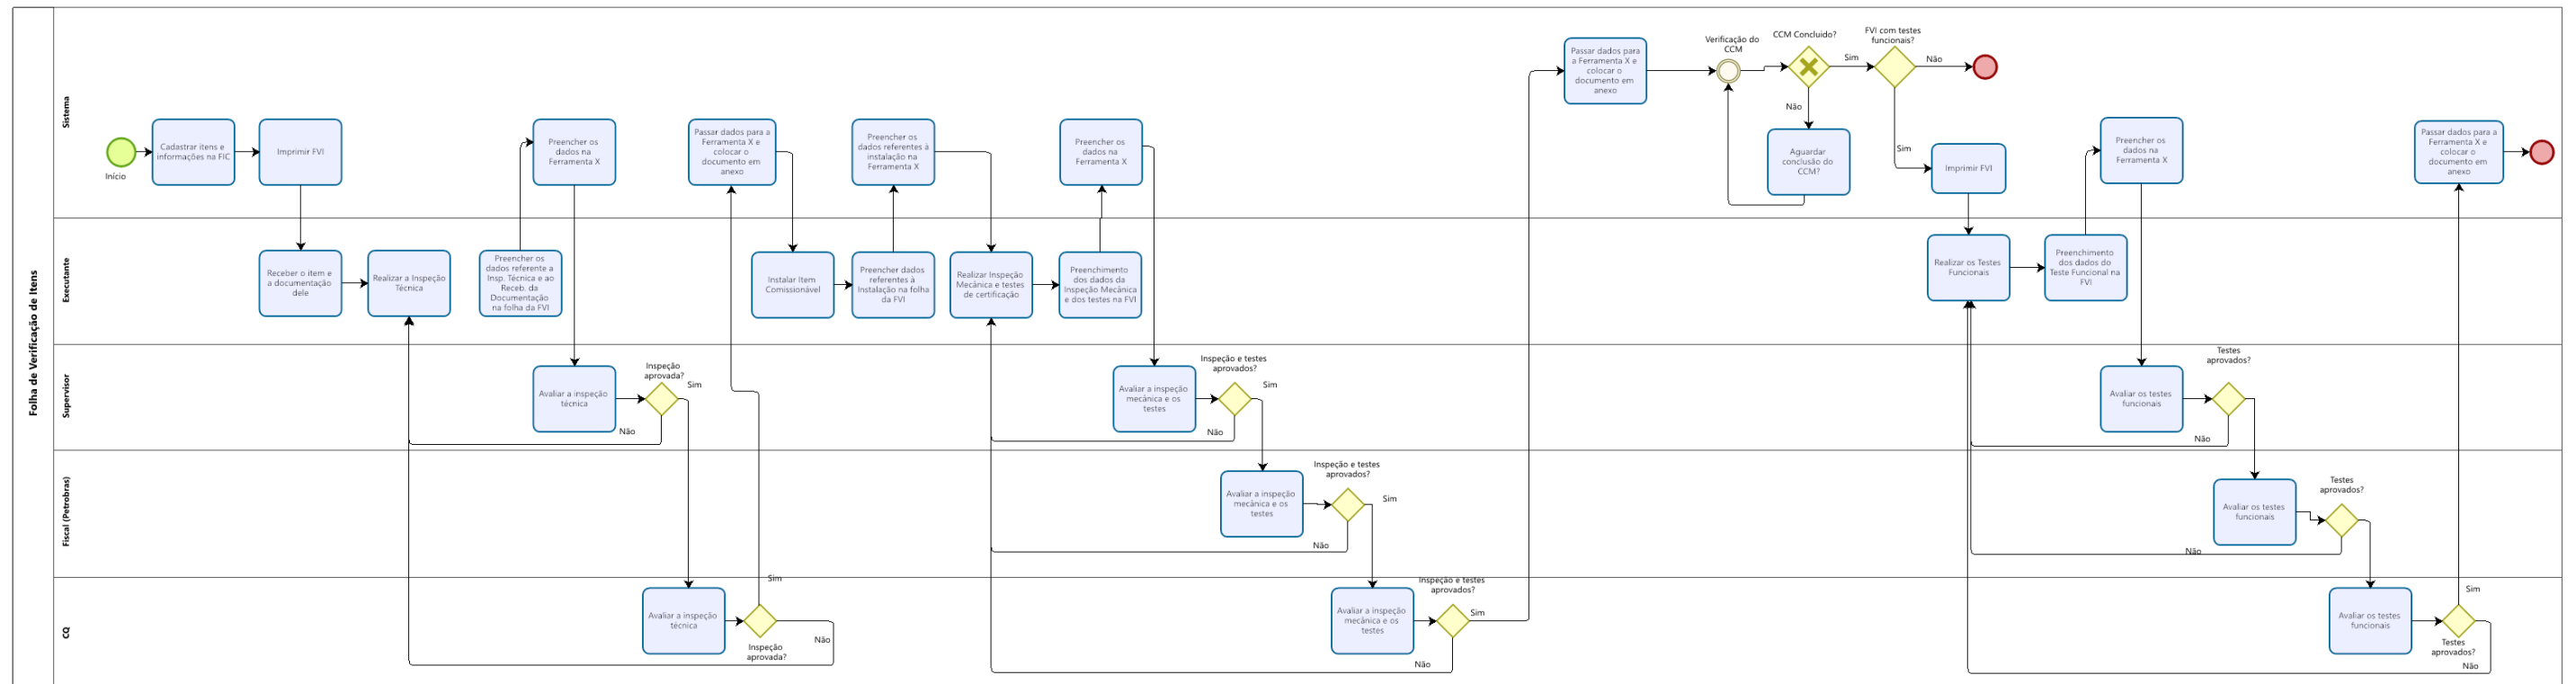 Folha de Verificação de Itens
Sistema
Início
Cadastrar itens e
informações na FIC
Imprimir FVI
Preencher os
dados na
Ferramenta X
Passar dados para a
Ferramenta X e
colocar o
documento em
anexo
Preencher os
dados referentes à
instalação na
Ferramenta X
Preencher os
dados na
Ferramenta X
Passar dados para
a Ferramenta X e
colocar o
documento em
anexo
Verificação do
CCM
CCM Concluido?
Sim
Não
Aguardar
conclusão do
CCM?
FVI com testes
funcionais?
Não
Sim
Imprimir FVI
Preencher os
dados na
Ferramenta X
Passar dados para a
Ferramenta X e
colocar o
documento em
anexo
Executante
Receber o item e
a documentação
dele
Realizar a Inspeção
Técnica
Preencher os
dados referente a
Insp. Técnica e ao
Receb. da
Documentação
na folha da FVI
Instalar Item
Comissionável
Preencher dados
referentes à
Instalação na folha
da FVI
Realizar Inspeção
Mecânica e testes
de certificação
Preenchimento
dos dados da
Inspeção Mecânica
e dos testes na FVI
Realizar os Testes
Funcionais
Preenchimento
dos dados do
Teste Funcional na
FVI
Supervisor
Avaliar a inspeção
técnica
Inspeção
aprovada?
Sim
Não
Avaliar a inspeção
mecânica e os
testes
Inspeção e testes
aprovados?
Sim
Não
Avaliar os testes
funcionais
Testes
aprovados?
Não
Fiscal (Petrobras)
Avaliar a inspeção
mecânica e os
testes
Inspeção e testes
aprovados?
Sim
Não
Avaliar os testes
funcionais
Testes
aprovados?
Não
CQ
Avaliar a inspeção
técnica
Sim
Inspeção
aprovada?
Não
Avaliar a inspeção
mecânica e os
testes
Inspeção e testes
aprovados?
Sim
Não
Avaliar os testes
funcionais
Sim
Testes
aprovados?
Não